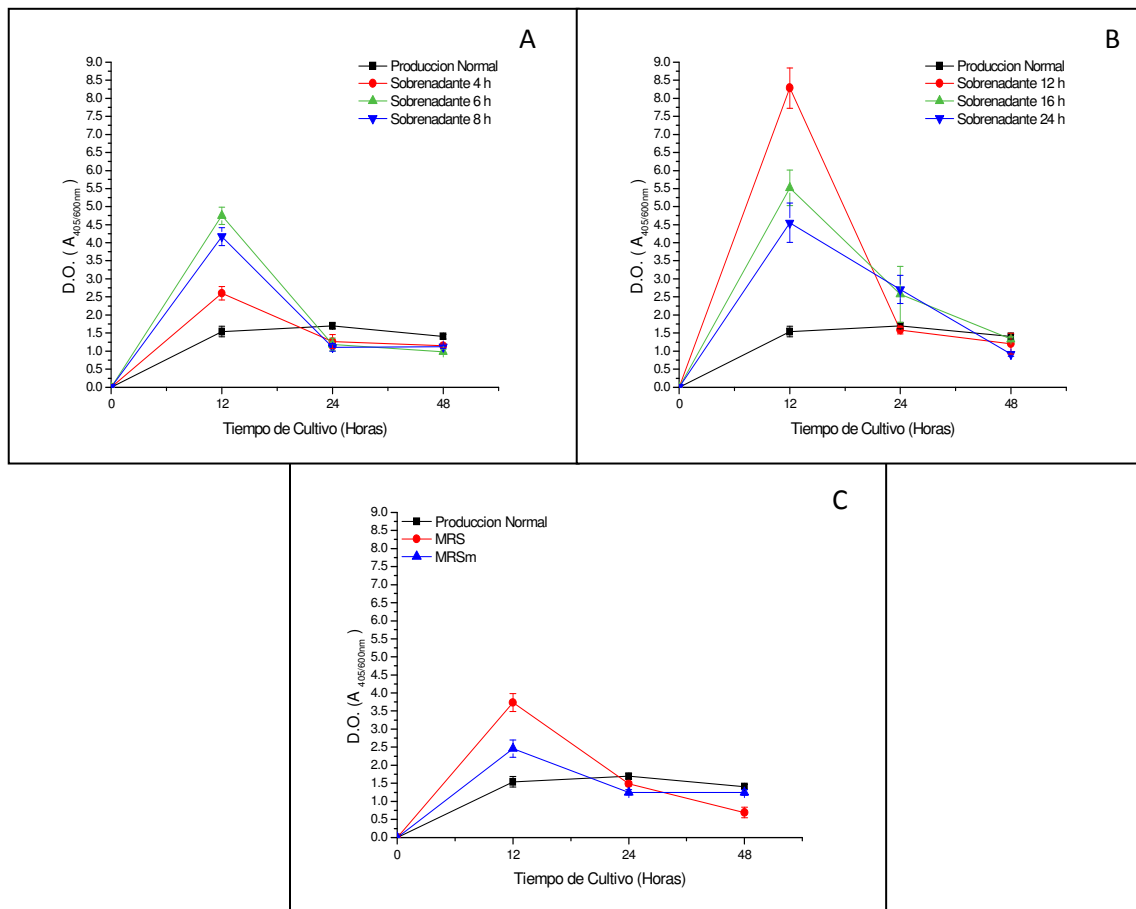 A
Produccion Normal
Sobrenadante 4 h
Sobrenadante 6 h
Sobrenadante 8 h
9.0
8.5
8.0
7.5
7.0
6.5
6.0
5.5
5.0
4.5
4.0
3.5
3.0
2.5
2.0
1.5
1.0
0.5
0.0
D.O. ( A405/600nm )
0 12 24 48
Tiempo de Cultivo (Horas)
B
Produccion Normal
Sobrenadante 12 h
Sobrenadante 16 h
Sobrenadante 24 h
9.0
8.5
8.0
7.5
7.0
6.5
6.0
5.5
5.0
4.5
4.0
3.5
3.0
2.5
2.0
1.5
1.0
0.5
0.0
D.O. ( A405/600nm )
0 12 24 48
Tiempo de Cultivo (Horas)
C
Produccion Normal
MRS
MRSm
9.0
8.5
8.0
7.5
7.0
6.5
6.0
5.5
5.0
4.5
4.0
3.5
3.0
2.5
2.0
1.5
1.0
0.5
0.0
D.O. (A 405/600nm)
0 12 24 48
Tiempo de Cultivo (Horas)